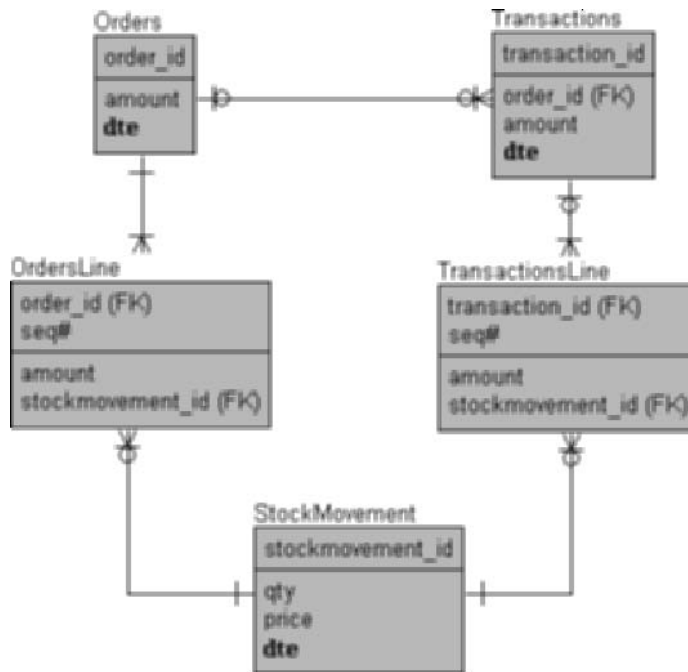 Orders
order_id
amount
dte
Transactions
transaction_id
order_id (FK)
amount
dte
OrdersLine
order_id (FK)
seq#
amount
stockmovement_id (FK)
TransactionsLine
transaction_id (FK)
seq#
amount
stockmovement_id (FK)
StockMovement
stockmovement_id
qty
price
dte